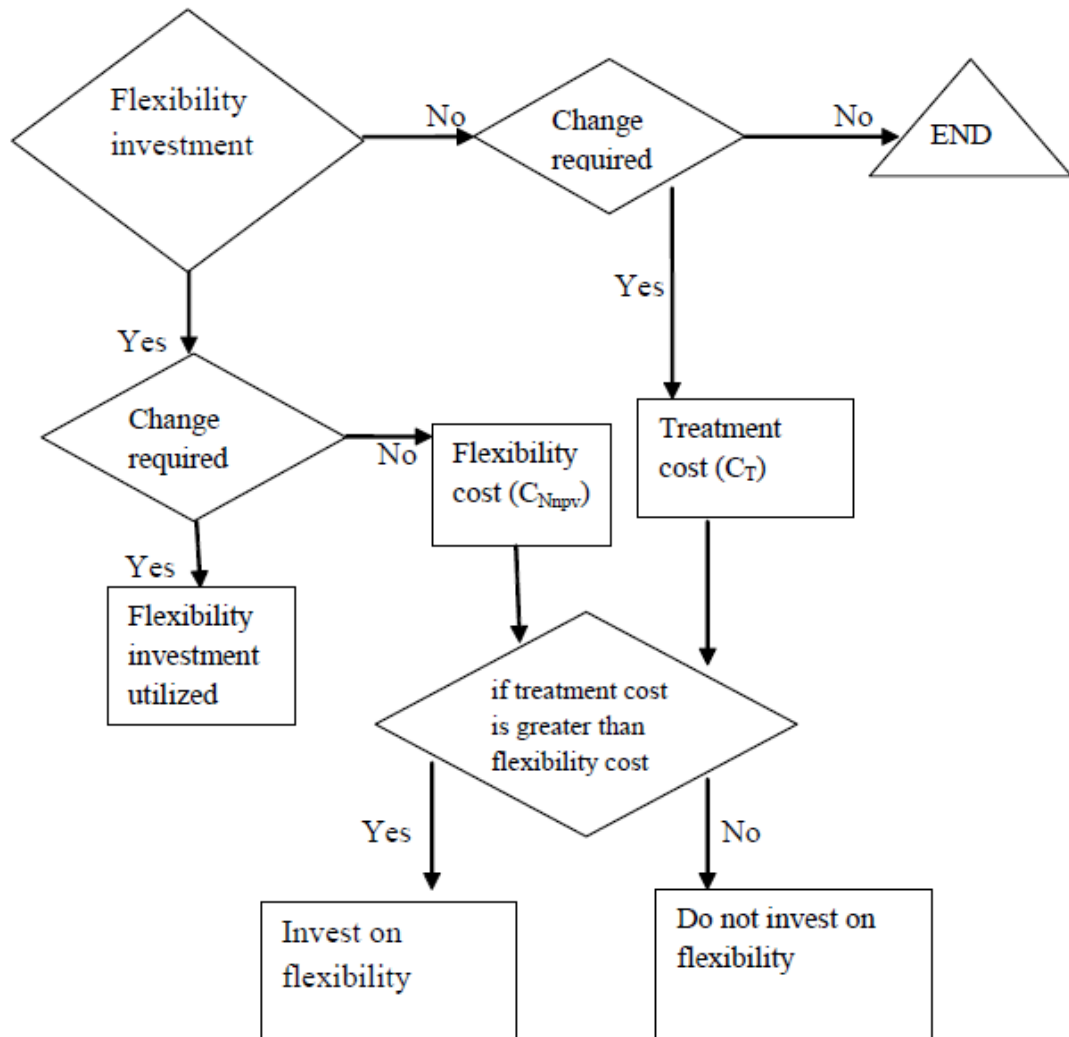 Flexibility
investment
No
Change
required
No
END
Yes
Yes
Change
required
No
Flexibility
cost (C_Nnpv)
Treatment
cost (C_T)
Yes
Flexibility
investment
utilized
if treatment cost
is greater than
flexibility cost
Yes
No
Invest on
flexibility
Do not invest on
flexibility